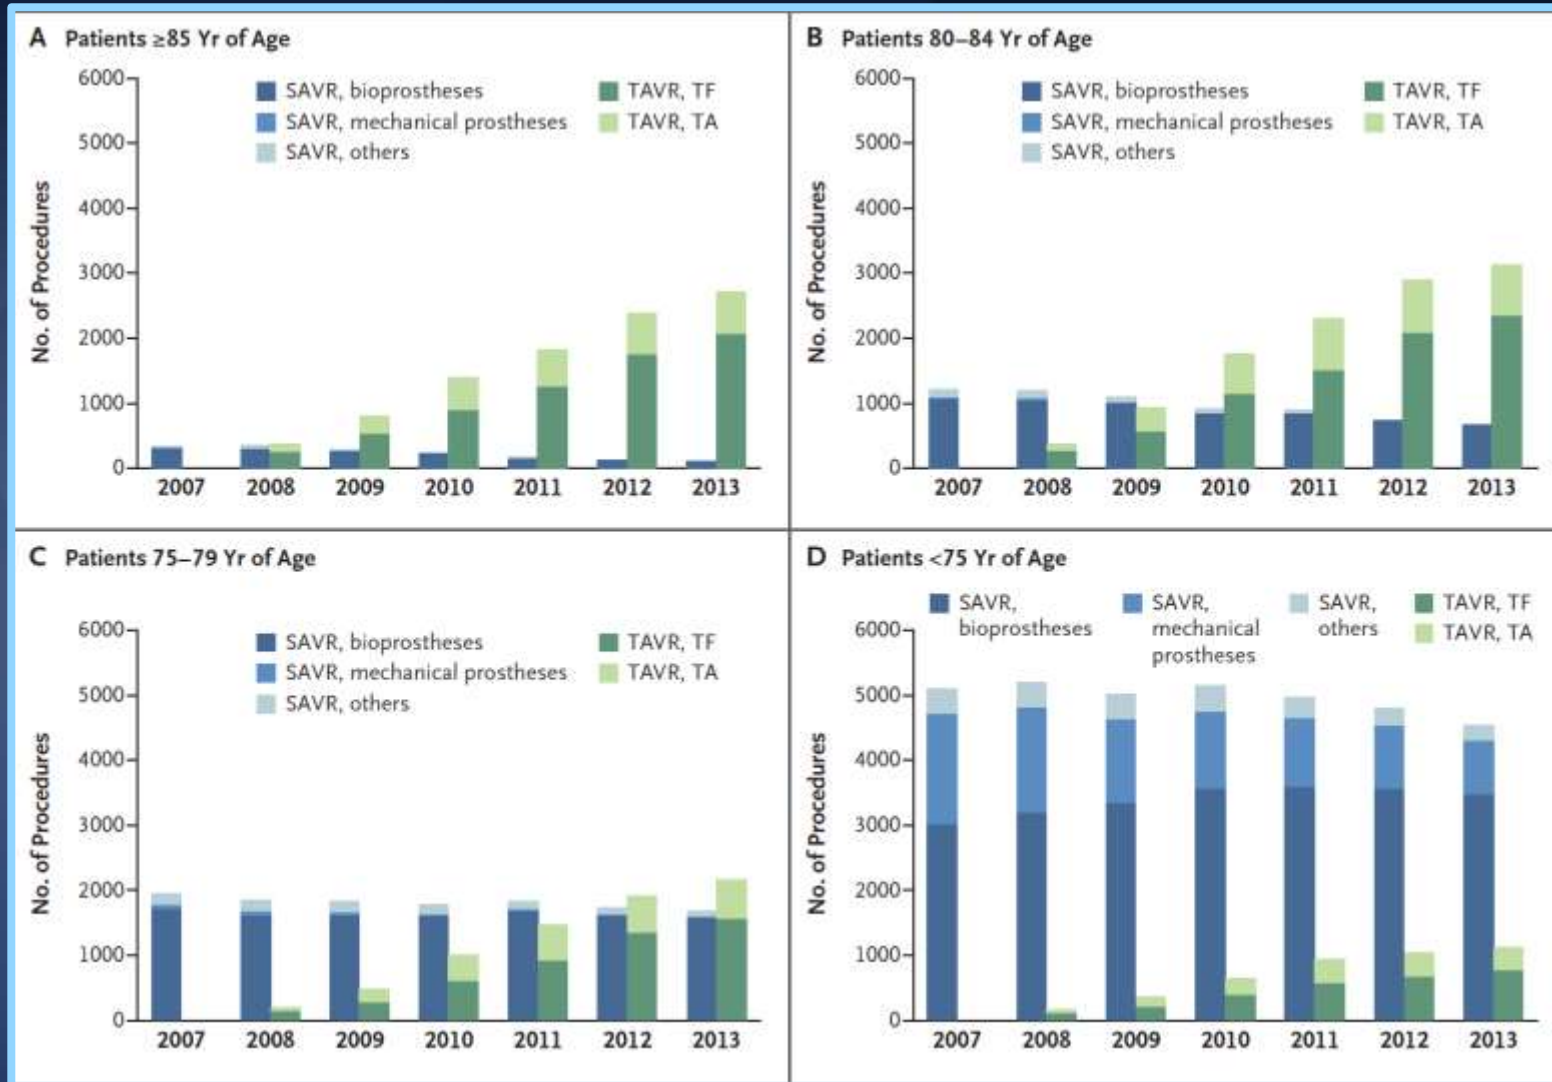 A Patients ≥85 Yr of Age
6000
5000
4000
3000
2000
1000
0
No. of Procedures
SAVR, bioprostheses
SAVR, mechanical prostheses
SAVR, others
TAVR, TF
TAVR, TA
2007 2008 2009 2010 2011 2012 2013
B Patients 80–84 Yr of Age
6000
5000
4000
3000
2000
1000
0
No. of Procedures
SAVR, bioprostheses
SAVR, mechanical prostheses
SAVR, others
TAVR, TF
TAVR, TA
2007 2008 2009 2010 2011 2012 2013
C Patients 75–79 Yr of Age
6000
5000
4000
3000
2000
1000
0
No. of Procedures
SAVR, bioprostheses
SAVR, mechanical prostheses
SAVR, others
TAVR, TF
TAVR, TA
2007 2008 2009 2010 2011 2012 2013
D Patients <75 Yr of Age
6000
5000
4000
3000
2000
1000
0
No. of Procedures
SAVR,
bioprostheses
SAVR,
mechanical
prostheses
SAVR,
others
TAVR, TF
TAVR, TA
2007 2008 2009 2010 2011 2012 2013